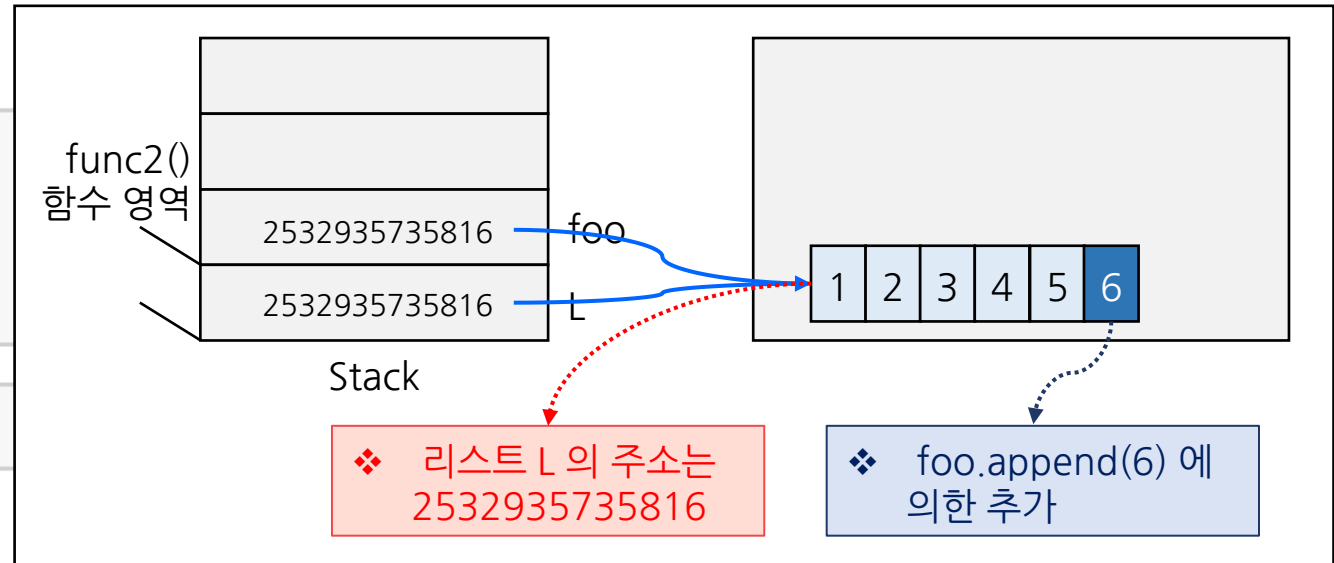 func2()
함수 영역
2532935735816
foo
2532935735816
L
1 2 3 4 5 6
Stack
❖ 리스트 L 의 주소는
2532935735816
❖ foo.append(6) 에
의한 추가